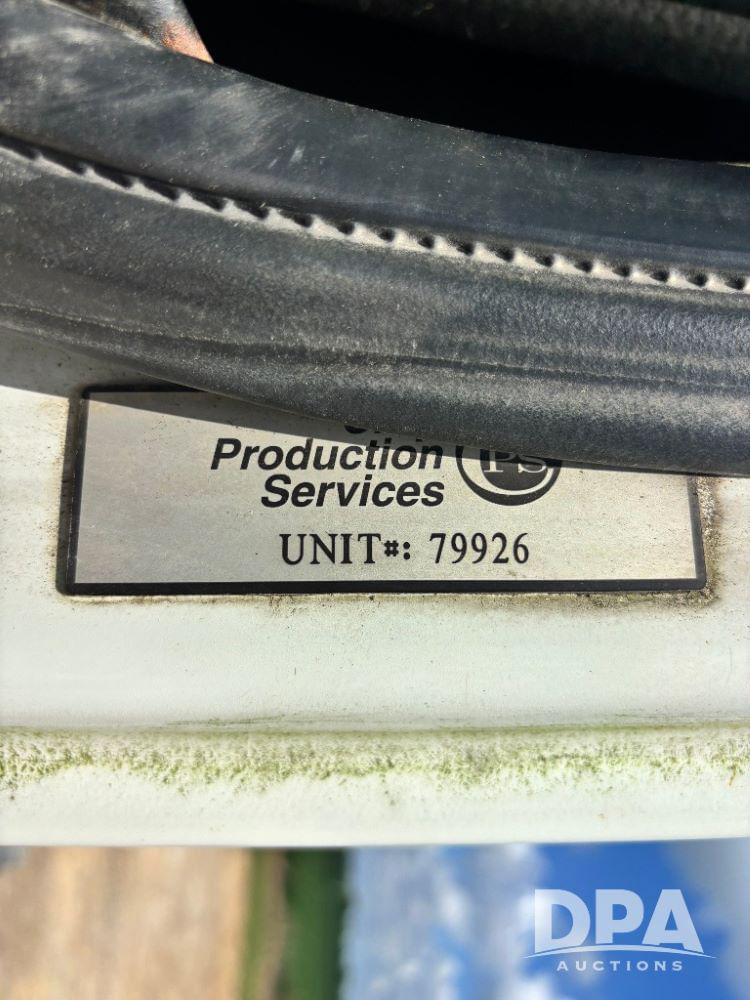 Production
Services
PS
UNIT#: 79926
DPA
AUCTIONS